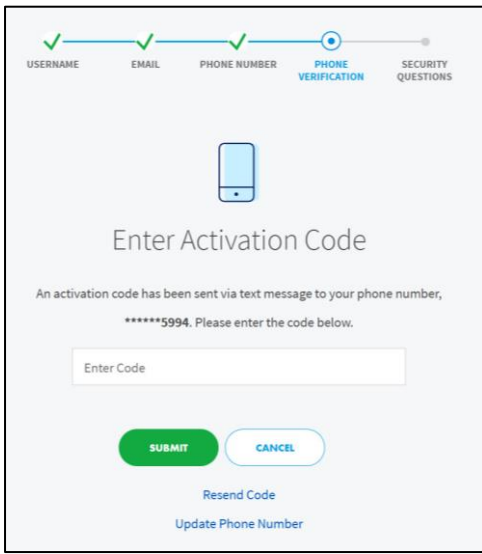 USERNAME EMAIL PHONE NUMBER PHONE VERIFICATION SECURITY QUESTIONS
Enter Activation Code
An activation code has been sent via text message to your phone number,
******5994. Please enter the code below.
Enter Code
SUBMIT CANCEL
Resend Code
Update Phone Number